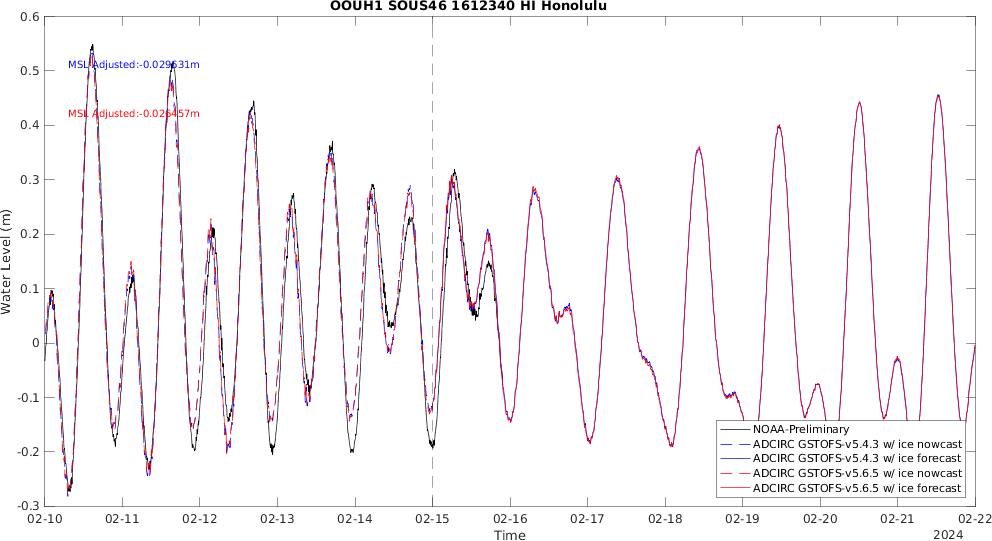 OOUH1 SOUS46 1612340 HI Honolulu
0.6
0.5
0.4
0.3
0.2
0.1
0
-0.1
-0.2
-0.3
Water Level (m)
MSL Adjusted:-0.029631m
MSL Adjusted:-0.026457m
NOAA-Preliminary
ADCIRC GSTOFS-v5.4.3 w/ ice nowcast
ADCIRC GSTOFS-v5.4.3 w/ ice forecast
ADCIRC GSTOFS-v5.6.5 w/ ice nowcast
ADCIRC GSTOFS-v5.6.5 w/ ice forecast
02-10 02-11 02-12 02-13 02-14 02-15 02-16 02-17 02-18 02-19 02-20 02-21 02-22
Time
2024